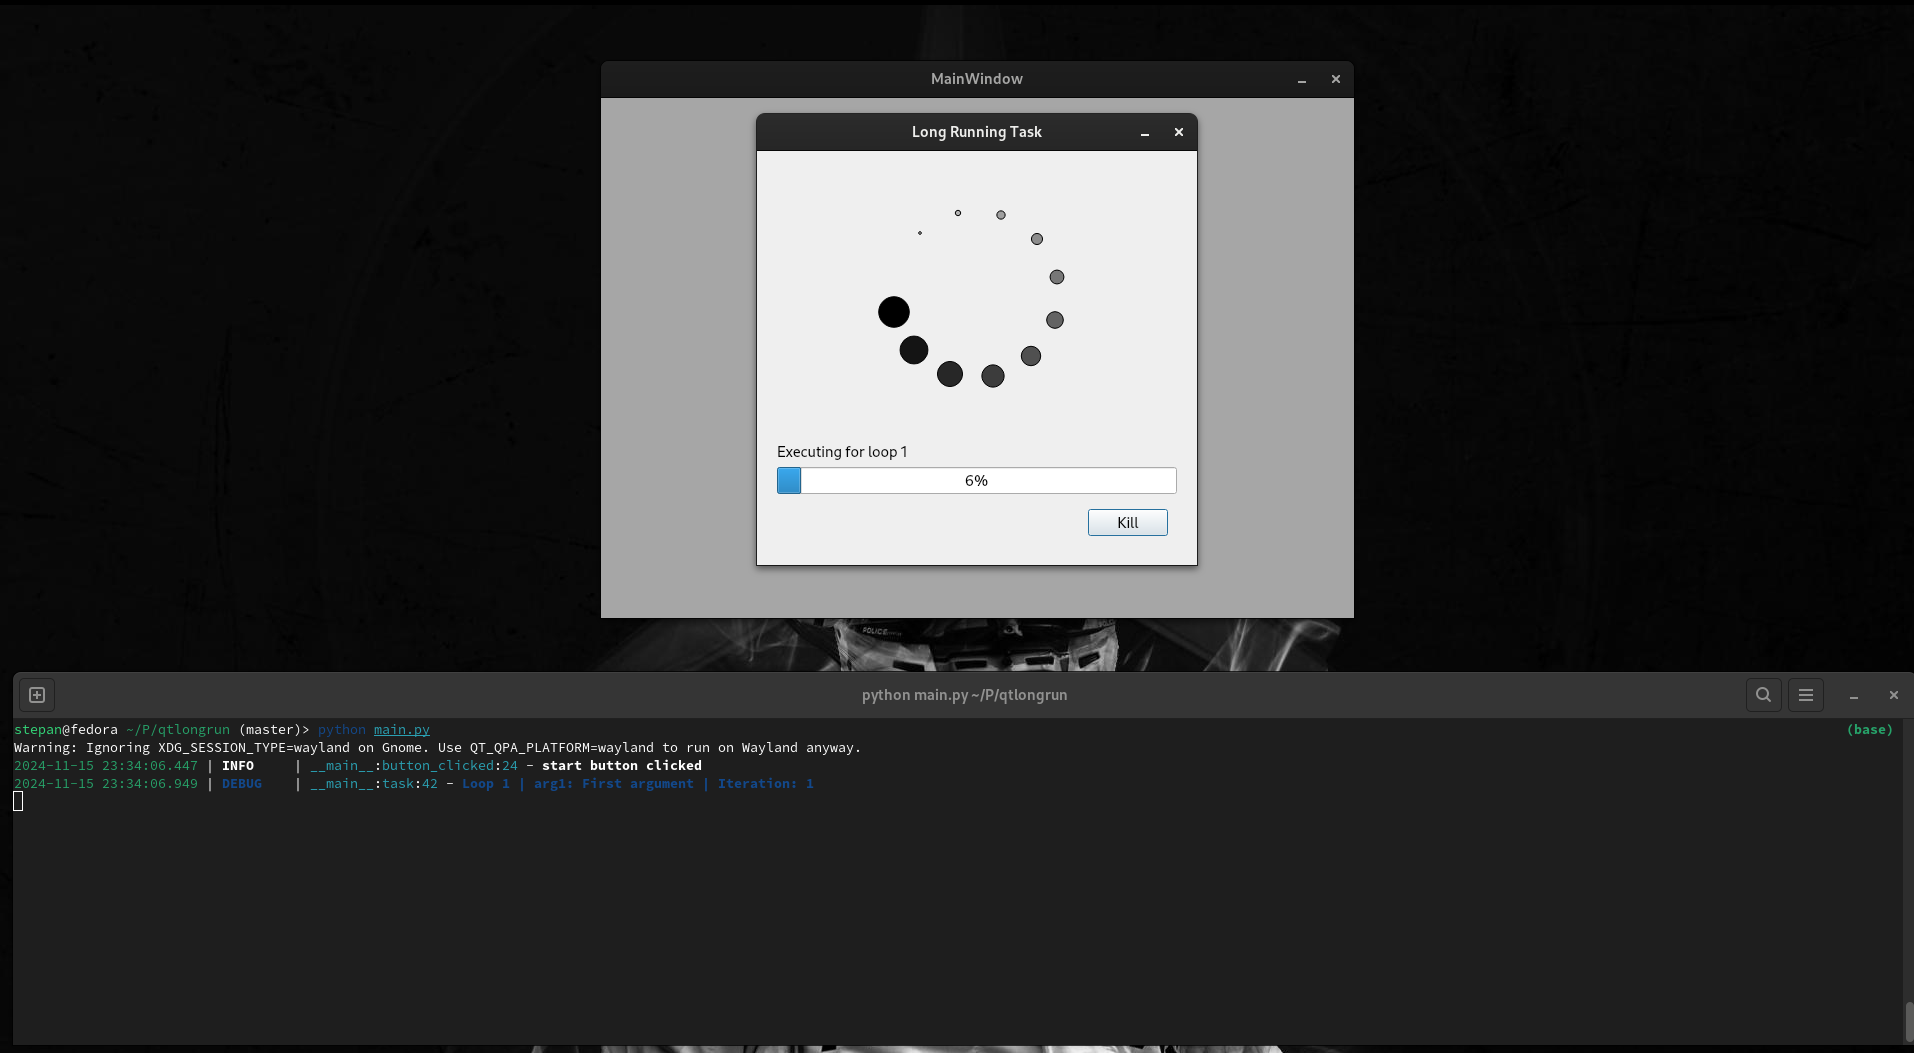 MainWindow
Long Running Task
Executing for loop 1
6%
Kill
POLICE
python main.py ~/P/qtlongrun
stepan@fedora ~/P/qtlongrun (master)> python main.py (base)
Warning: Ignoring XDG_SESSION_TYPE=wayland on Gnome. Use QT_QPA_PLATFORM=wayland to run on Wayland anyway.
2024-11-15 23:34:06.447 | INFO     | __main__:button_clicked:24 - start button clicked
2024-11-15 23:34:06.949 | DEBUG    | __main__:task:42 - Loop 1 | arg1: First argument | Iteration: 1